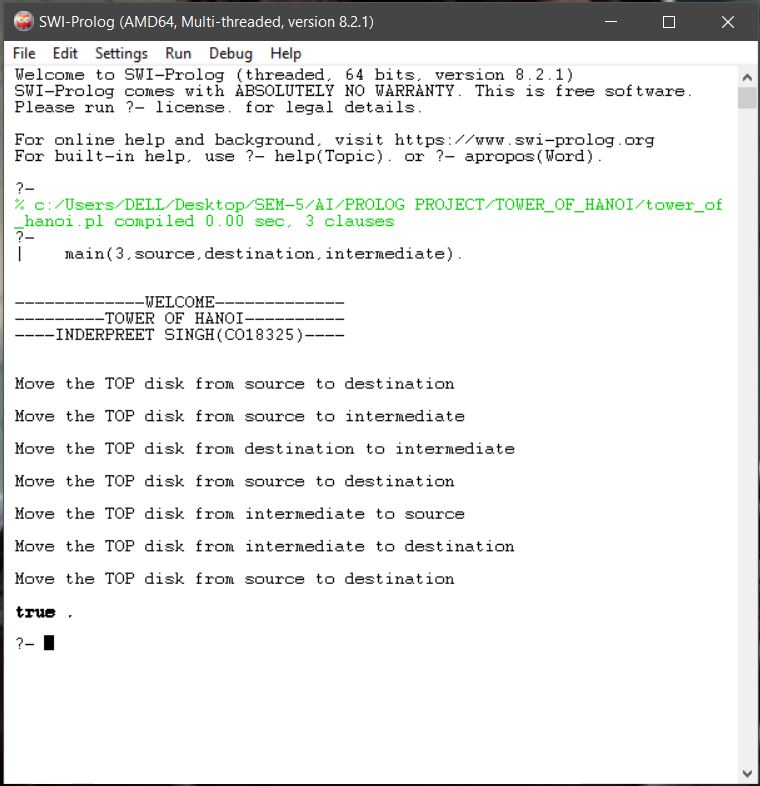 SWI-Prolog (AMD64, Multi-threaded, version 8.2.1)
File Edit Settings Run Debug Help
Welcome to SWI-Prolog (threaded, 64 bits, version 8.2.1)
SWI-Prolog comes with ABSOLUTELY NO WARRANTY. This is free software.
Please run ?- license. for legal details.
For online help and background, visit https://www.swi-prolog.org
For built-in help, use ?- help(Topic). or ?- apropos(Word).
?-
% c:/Users/DELL/Desktop/SEM-5/AI/PROLOG PROJECT/TOWER_OF_HANOI/tower_of
_hanoi.pl compiled 0.00 sec, 3 clauses
?-
|    main(3,source,destination,intermediate).
-------------WELCOME-------------
---------TOWER OF HANOI----------
----INDERPREET SINGH(CO18325)----
Move the TOP disk from source to destination
Move the TOP disk from source to intermediate
Move the TOP disk from destination to intermediate
Move the TOP disk from source to destination
Move the TOP disk from intermediate to source
Move the TOP disk from intermediate to destination
Move the TOP disk from source to destination
true .
?-